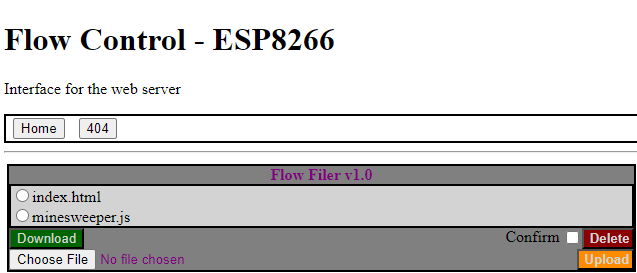 Flow Control - ESP8266
Interface for the web server
Home 404
Flow Filer v1.0
index.html
minesweeper.js
Download Confirm Delete
Choose File No file chosen Upload